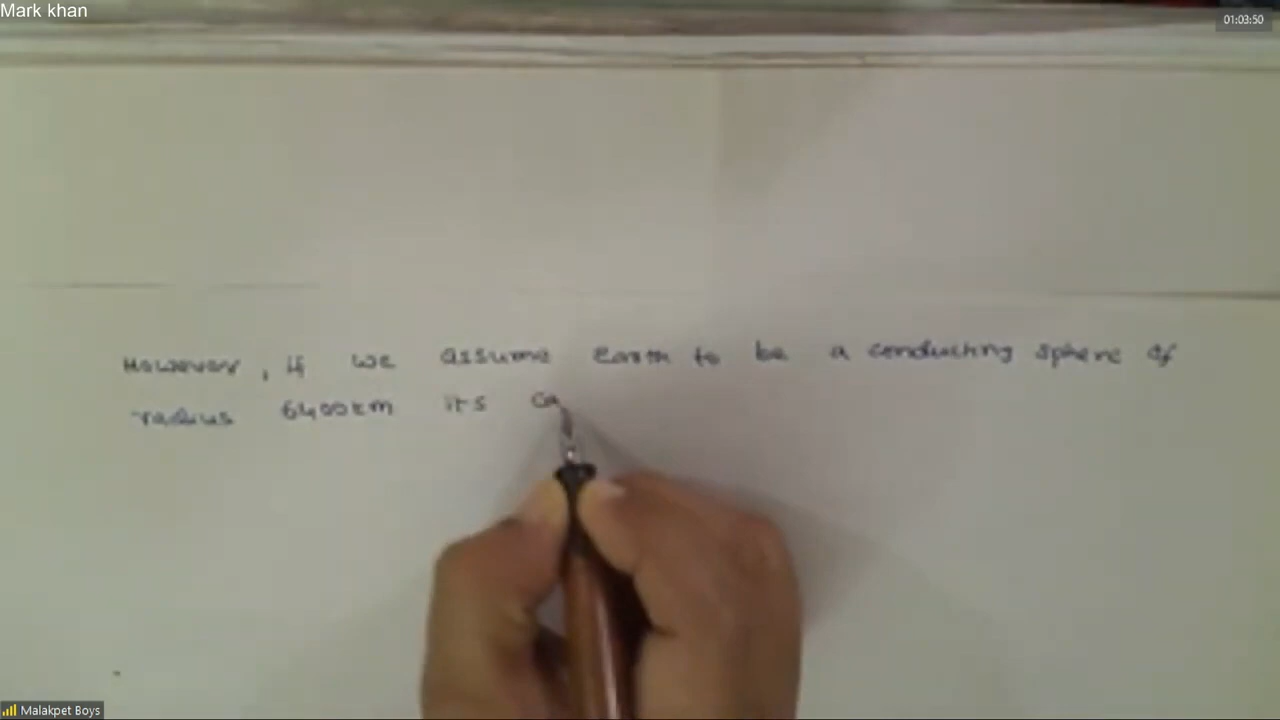 Mark khan
01:03:50
However, if we assume Earth to be a conducting sphere of
radius 6400km its Ca
Malakpet Boys